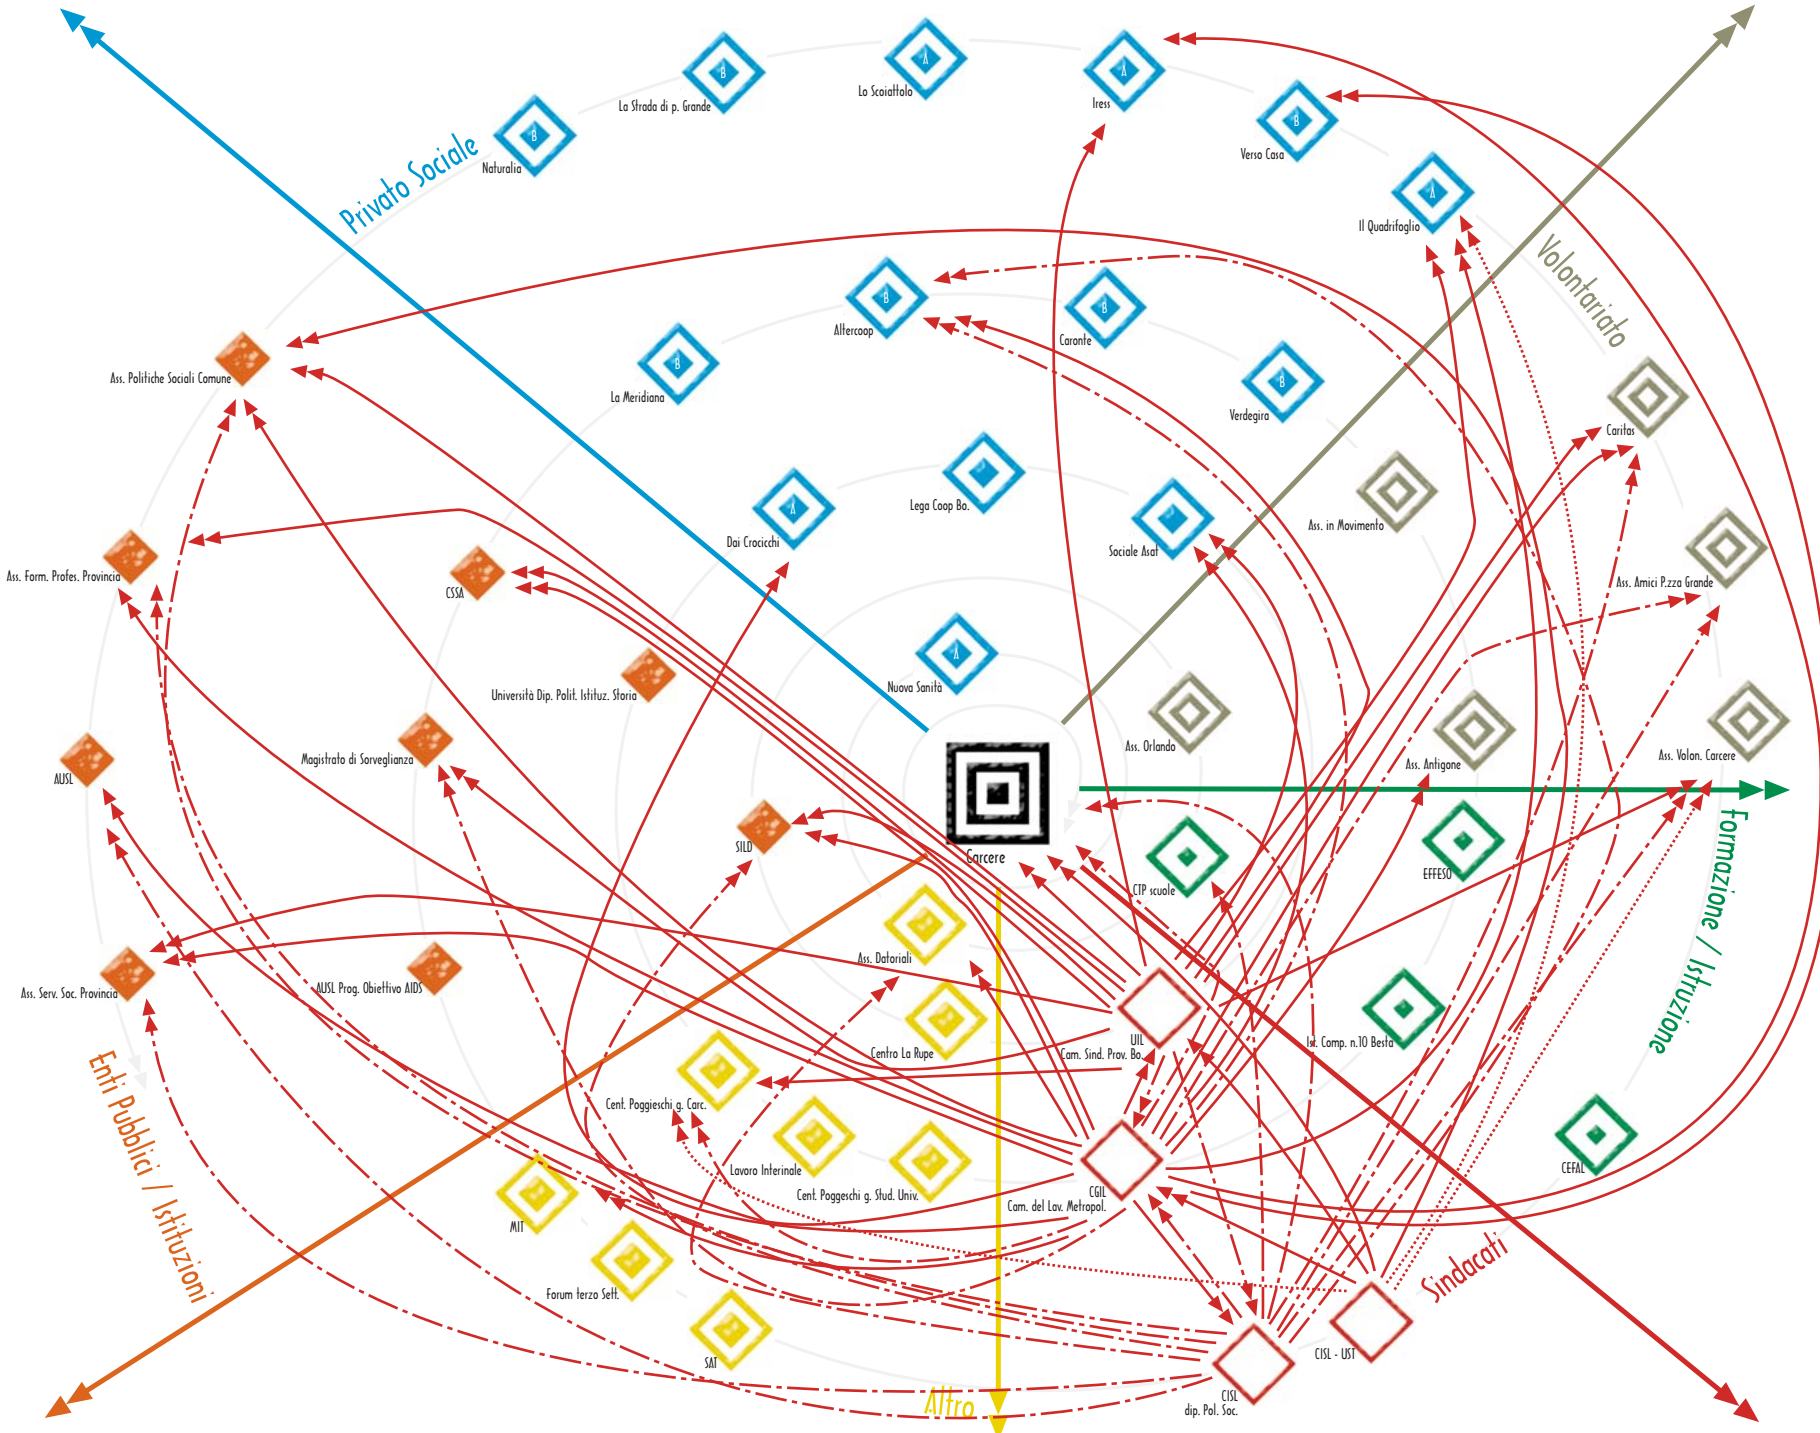 Lo Scoiattolo
B
A
A
La Strada di p. Grande
Iress
B
B
Verso Casa
Privato Sociale
Naturalia
A
Il Quadrifoglio
Volontariato
B
B
Altercoop
Caronte
Ass. Politiche Sociali Comune
B
La Meridiana
B
Verdegira
Caritas
Lega Coop Bo.
A
Dai Crocicchi
Sociale Asat
Ass. in Movimento
Ass. Form. Profes. Provincia
CSSA
Ass. Amici P.zza Grande
A
Nuova Sanità
Università Dip. Polit. Istituz. Storia
Ass. Orlando
Magistrato di Sorveglianza
AUSL
Ass. Antigone
Ass. Volon. Carcere
SILD
Carcere
CTP scuole
EFFESO
Formazione / Istruzione
Ass. Datoriali
Ass. Serv. Soc. Provincia
AUSL Prog. Obiettivo AIDS
Centro La Rupe
UIL
Cam. Sind. Prov. Bo.
Ist. Comp. n.10 Besta
Enti Pubblici / Istituzioni
Cent. Poggieschi g. Carc.
Lavoro Interinale
Cent. Poggeschi g. Stud. Univ.
CGIL
Cam. del Lav. Metropol.
CEFAL
MIT
Forum terzo Sett.
Sindacati
SAT
CISL - UST
Altro
CISL
dip. Pol. Soc.